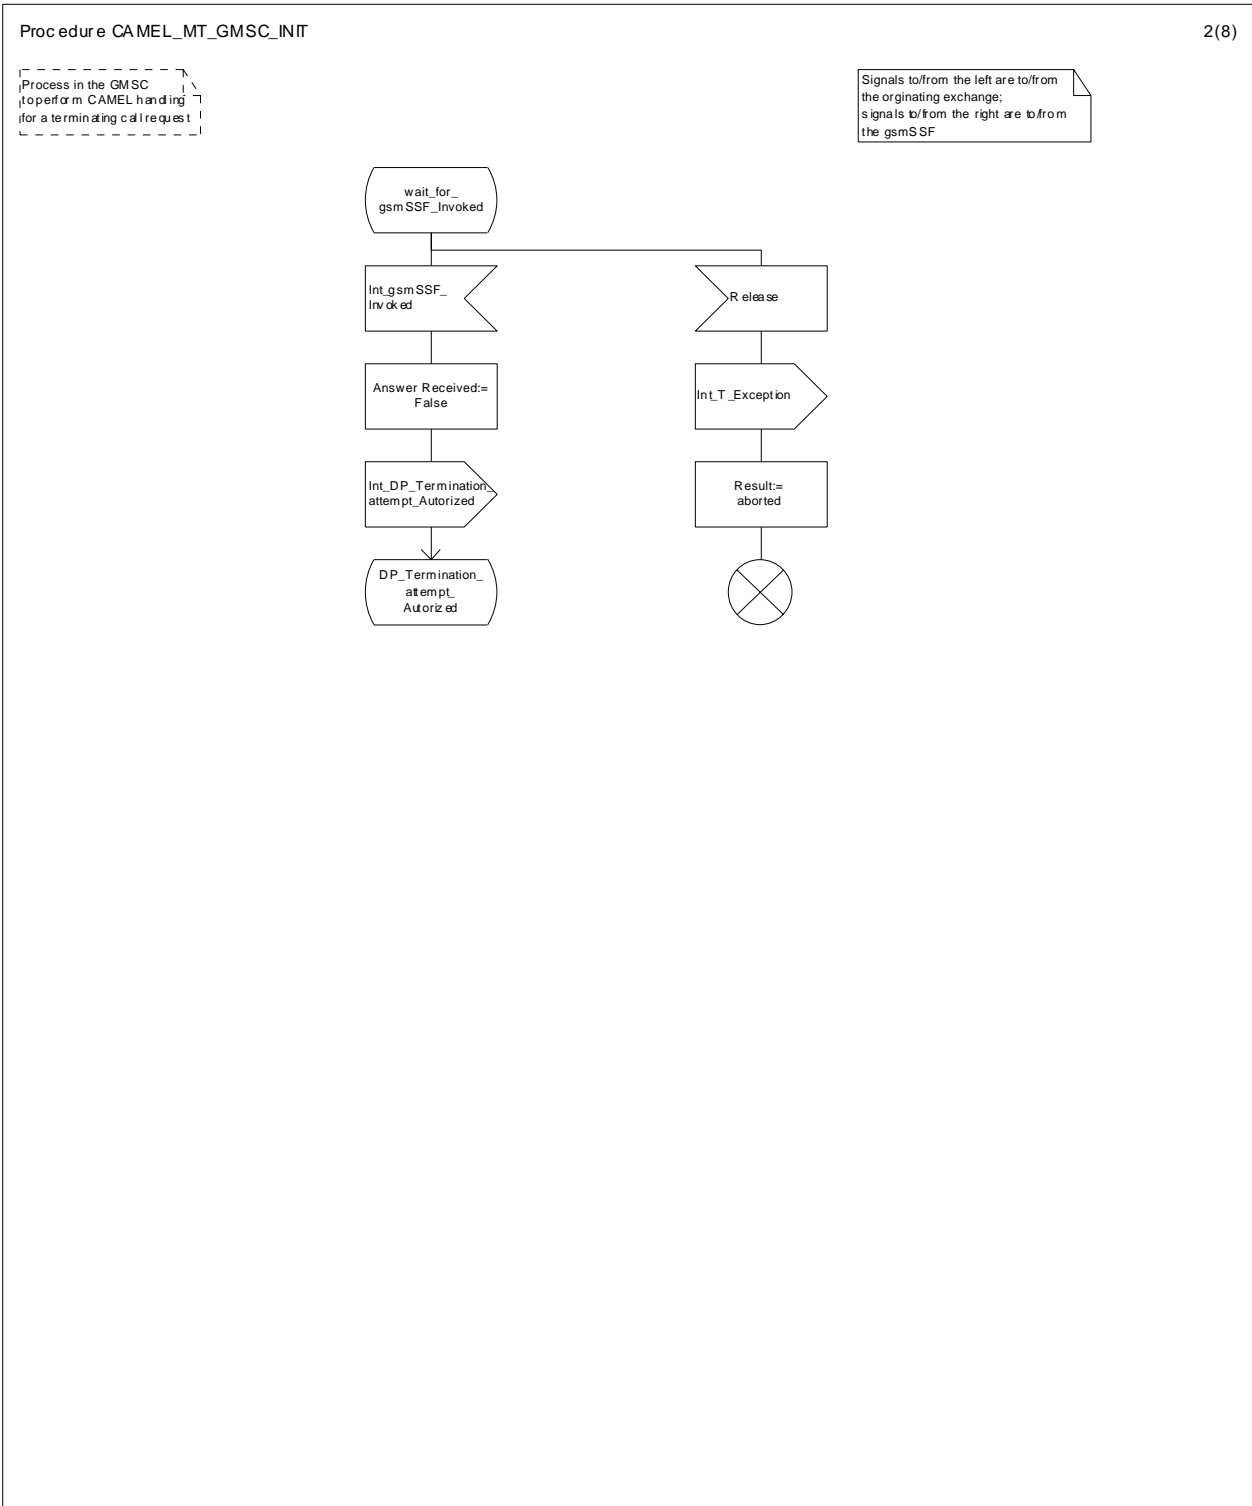 Procedure CAMEL_MT_GMSC_INIT
2(8)
Process in the GMSC
to perform CAMEL handling
for a terminating call request
Signals to/from the left are to/from
the orginating exchange;
signals to/from the right are to/from
the gsmSSF
wait_for_
gsmSSF_Invoked
Int_gsmSSF_
Invoked
Release
Answer Received:=
False
Int_T_Exception
Int_DP_Termination_
attempt_Autorized
Result:=
aborted
DP_Termination_
attempt_
Autorized